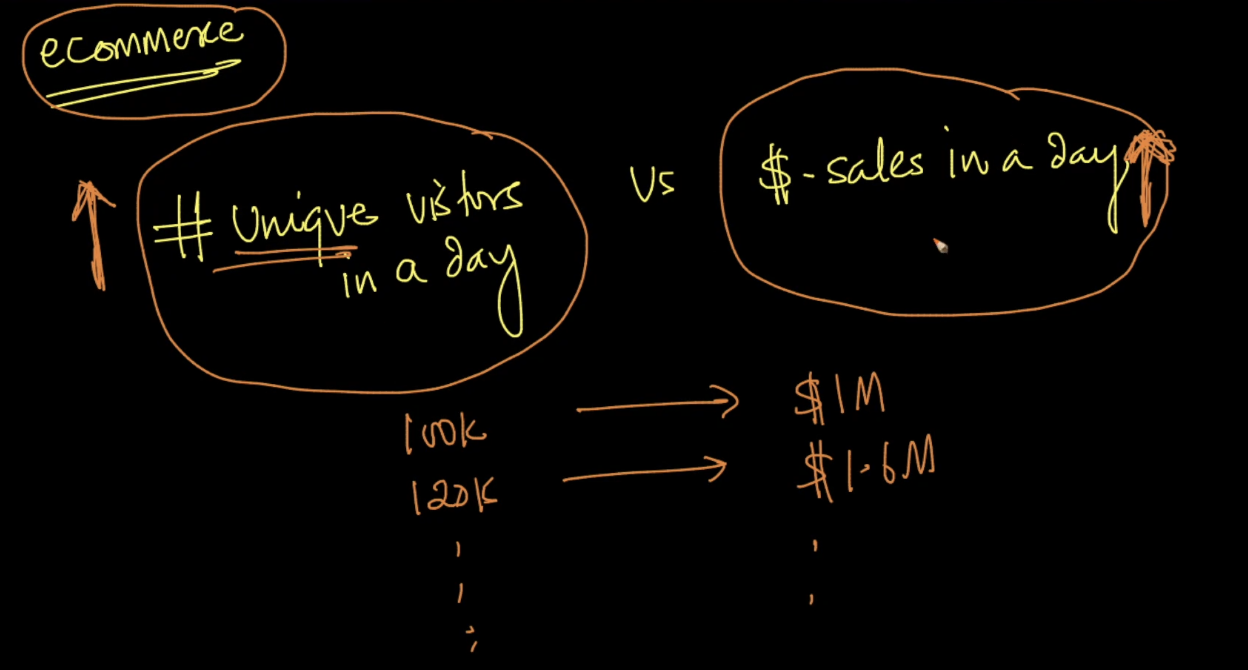 ecommerce
# unique visitors
in a day
vs
$-sales in a day
100K
$1M
120K
$1.6M